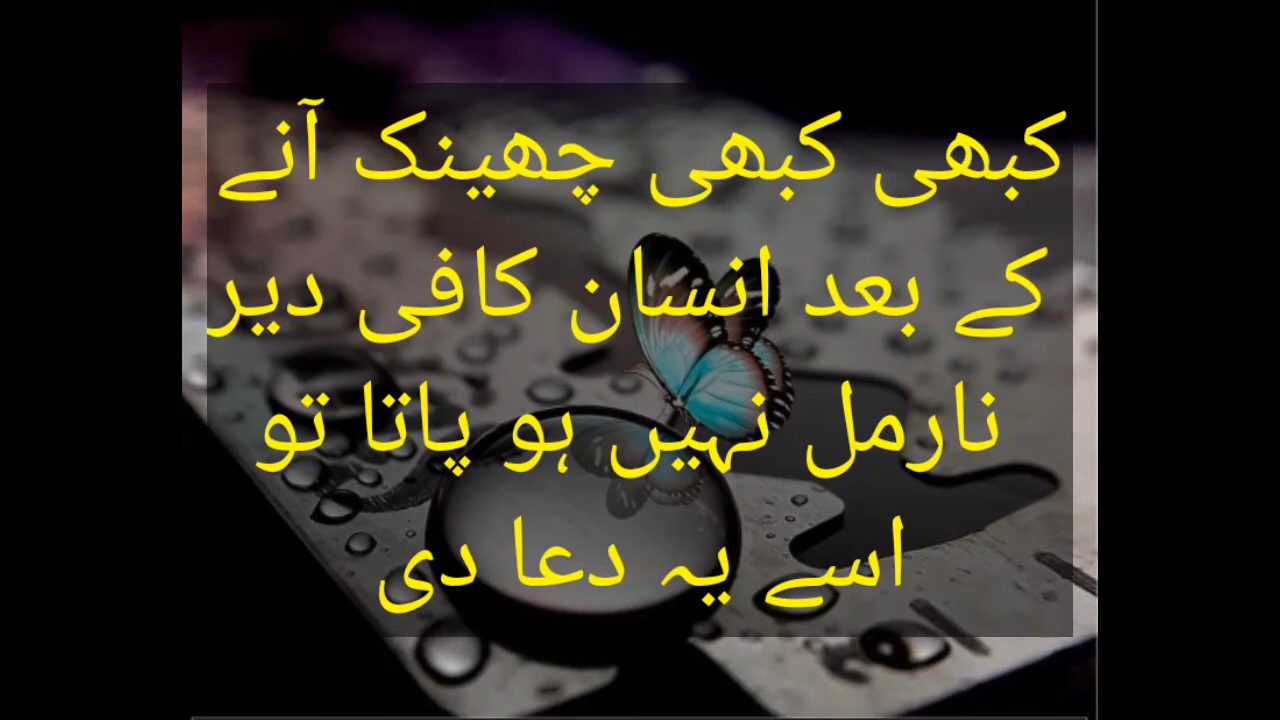 کبھی کبھی چھینک آنے
کے بعد انسان کافی دیر
نارمل نہیں ہو پاتا تو
اسے یہ دعا دی